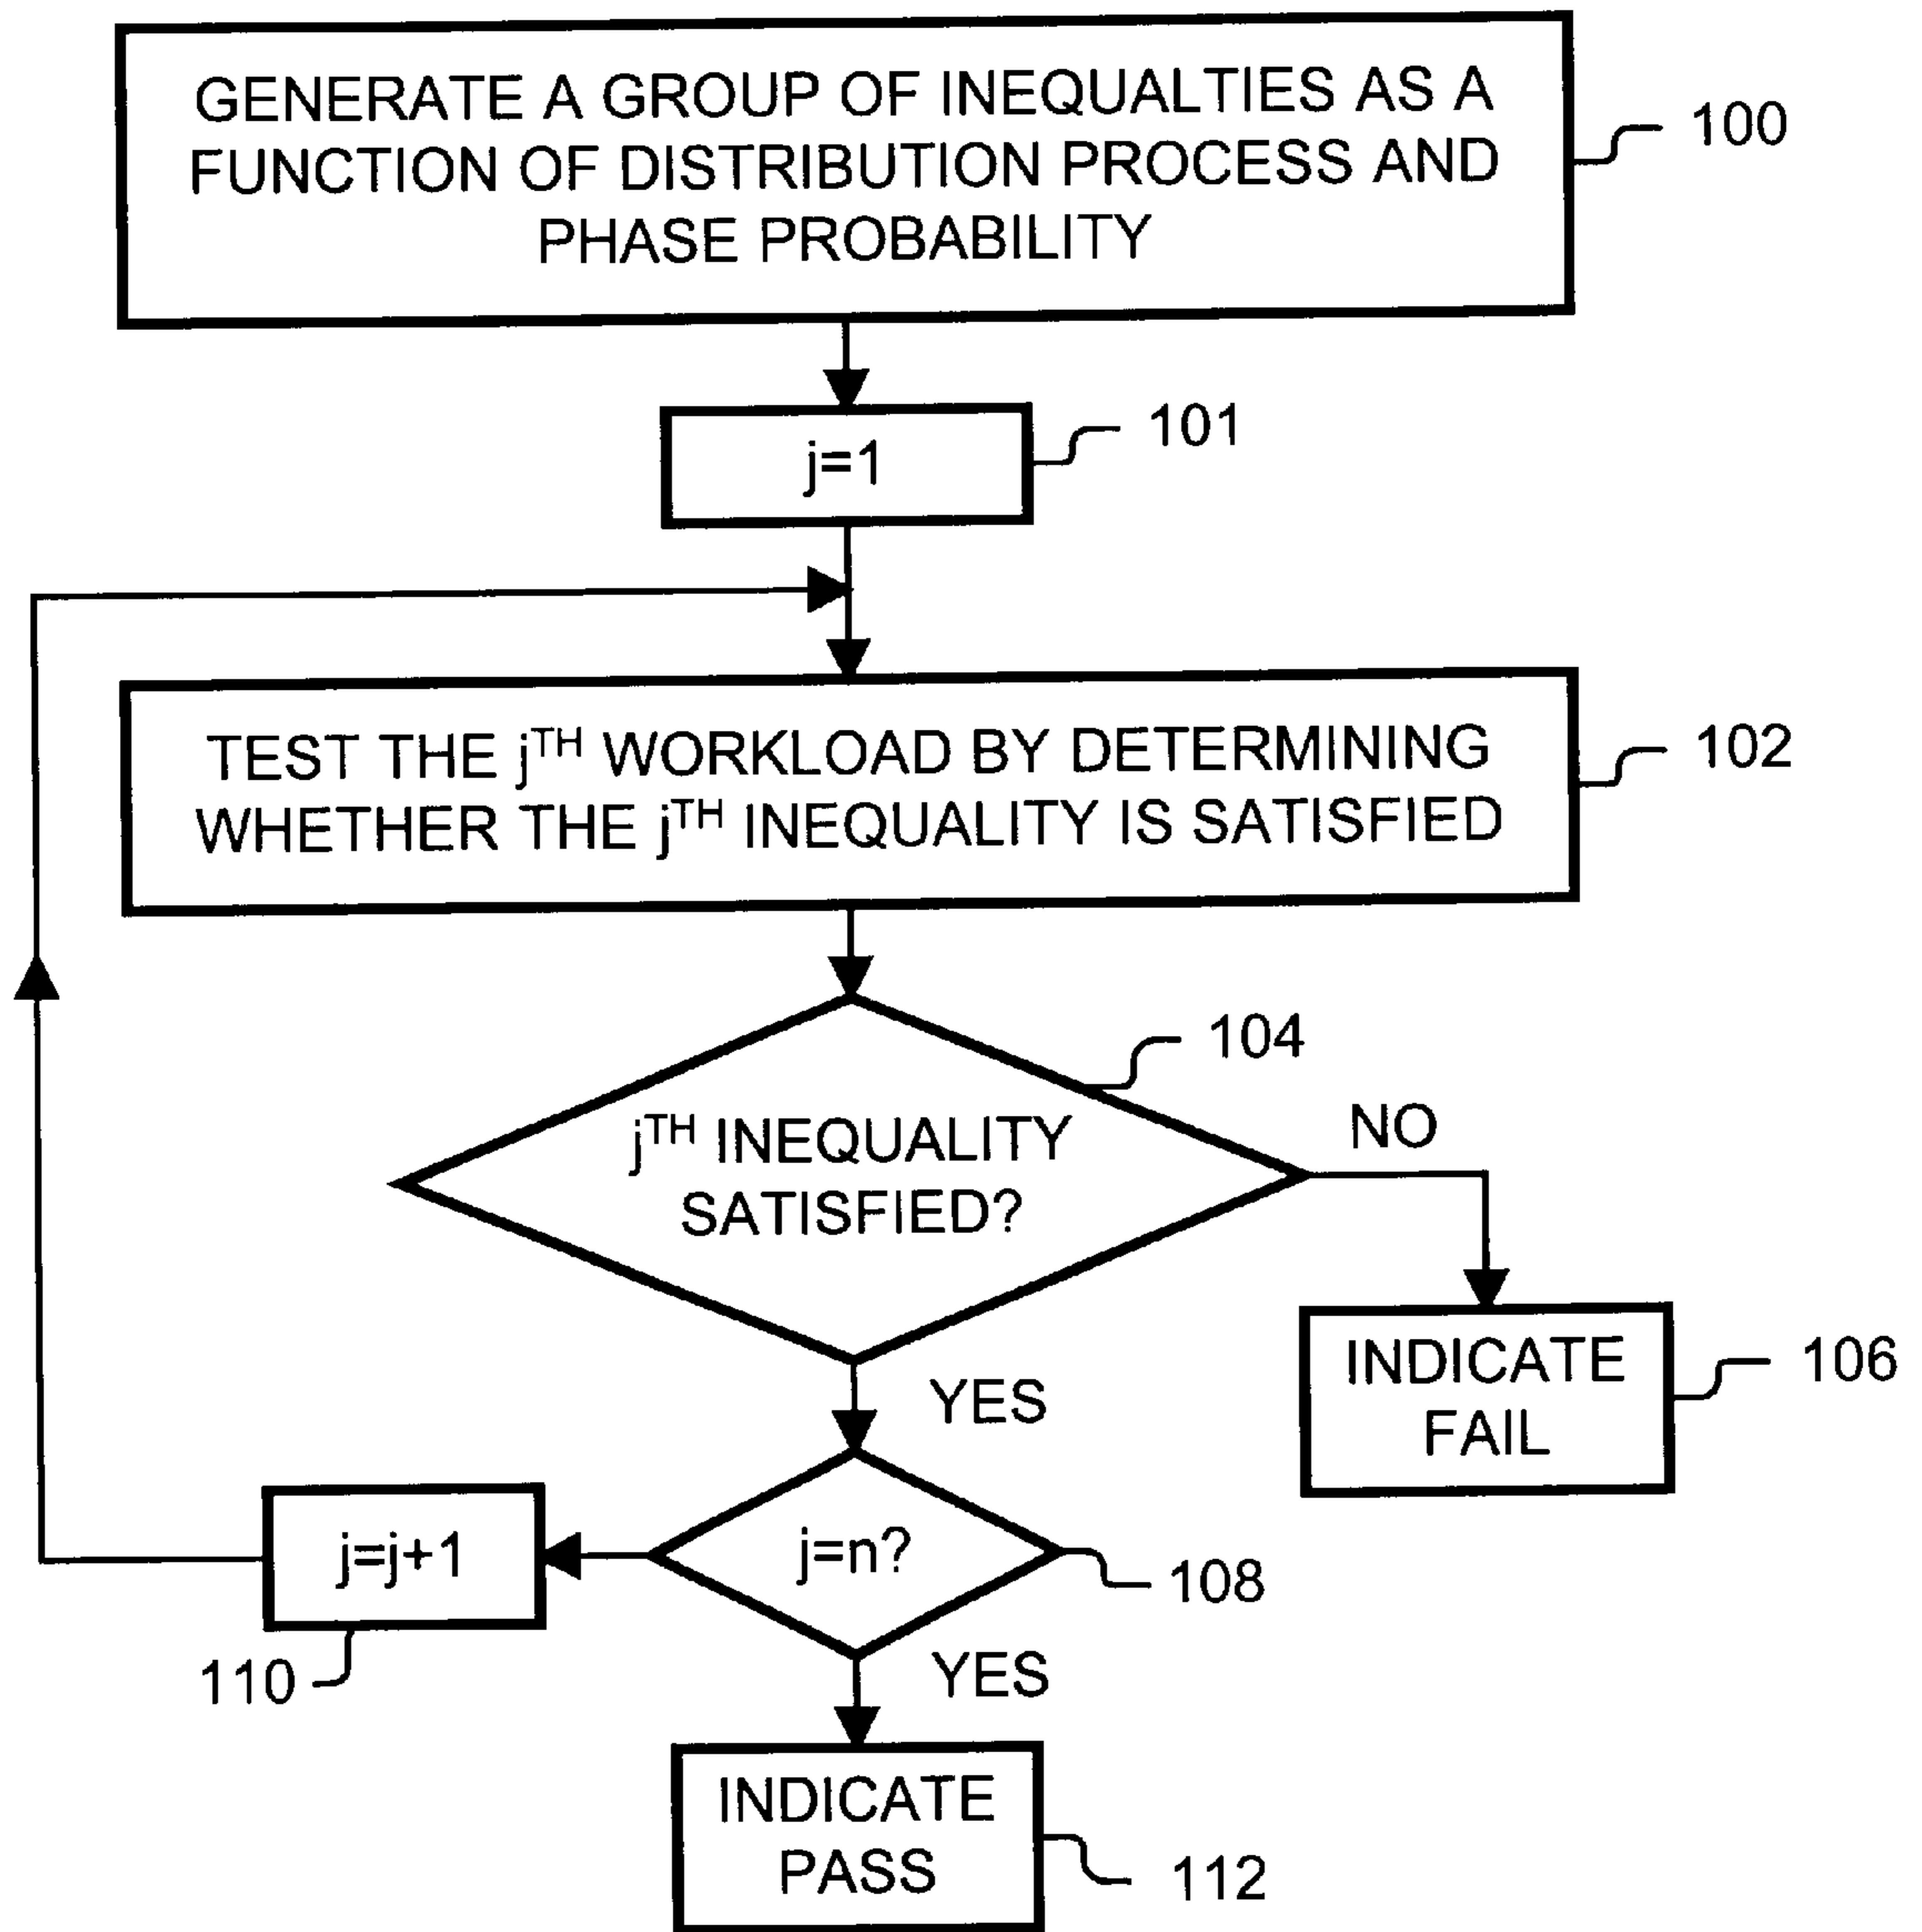 GENERATE A GROUP OF INEQUALTIES AS A
FUNCTION OF DISTRIBUTION PROCESS AND
PHASE PROBABILITY
100
j=1
101
TEST THE jTH WORKLOAD BY DETERMINING
WHETHER THE jTH INEQUALITY IS SATISFIED
102
104
jTH INEQUALITY
SATISFIED?
NO
INDICATE
FAIL
106
YES
j=n?
108
j=j+1
110
YES
INDICATE
PASS
112